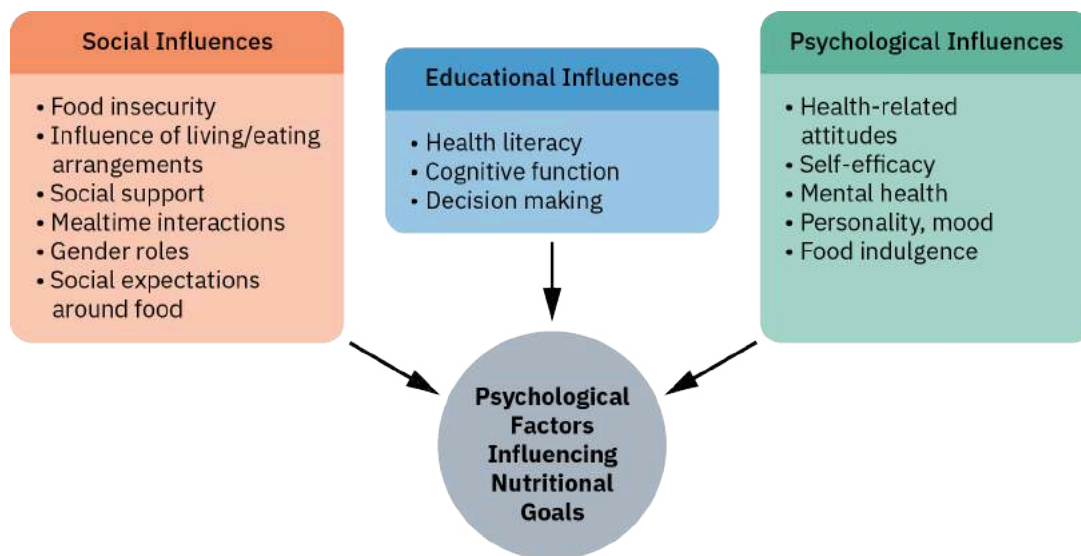 Social Influences
• Food insecurity
• Influence of living/eating
arrangements
• Social support
• Mealtime interactions
• Gender roles
• Social expectations
around food
Educational Influences
• Health literacy
• Cognitive function
• Decision making
Psychological Influences
• Health-related
attitudes
• Self-efficacy
• Mental health
• Personality, mood
• Food indulgence
Psychological
Factors
Influencing
Nutritional
Goals